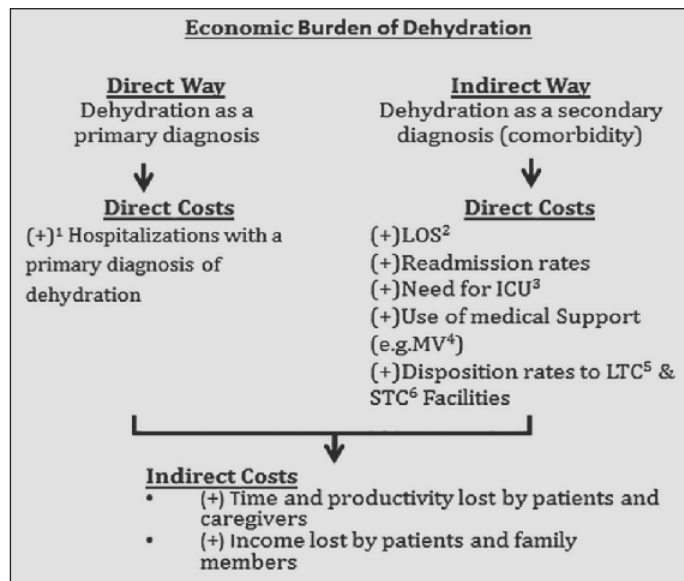 Economic Burden of Dehydration
Direct Way
Dehydration as a
primary diagnosis
Direct Costs
(+)¹ Hospitalizations with a
primary diagnosis of
dehydration
Indirect Way
Dehydration as a secondary
diagnosis (comorbidity)
Direct Costs
(+)LOS²
(+)Readmission rates
(+)Need for ICU³
(+)Use of medical Support
(e.g.MV⁴)
(+)Disposition rates to LTC⁵ &
STC⁶ Facilities
Indirect Costs
• (+) Time and productivity lost by patients and
caregivers
• (+) Income lost by patients and family
members